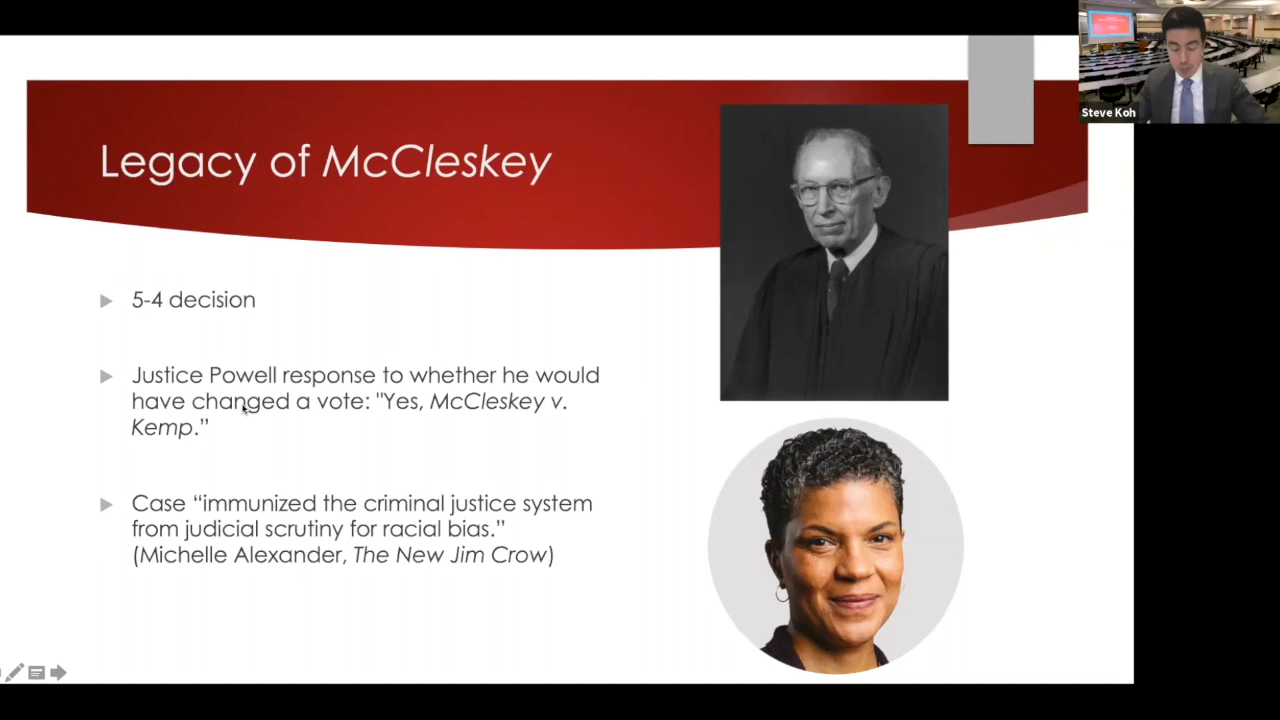 Steve Koh
Legacy of McCleskey
5-4 decision
Justice Powell response to whether he would
have changed a vote: "Yes, McCleskey v.
Kemp.”
Case “immunized the criminal justice system
from judicial scrutiny for racial bias.”
(Michelle Alexander, The New Jim Crow)